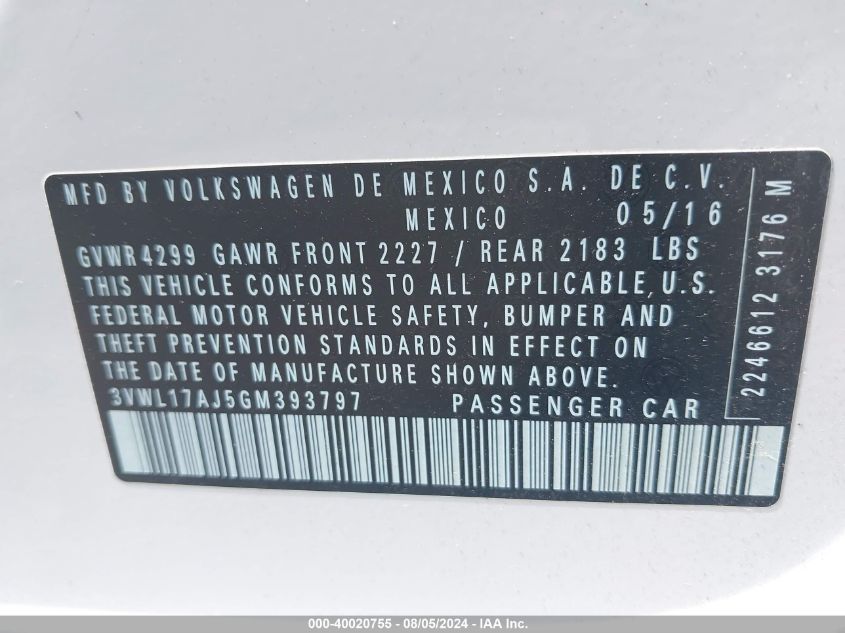 MFD BY VOLKSWAGEN DE MEXICO S.A. DE C.V.
MEXICO 05/16
GVWR4299 GAWR FRONT 2227 / REAR 2183 LBS
THIS VEHICLE CONFORMS TO ALL APPLICABLE U.S.
FEDERAL MOTOR VEHICLE SAFETY, BUMPER AND
THEFT PREVENTION STANDARDS IN EFFECT ON
THE DATE OF MANUFACTURE SHOWN ABOVE.
3VWL17AJ5GM393797 PASSENGER CAR
2246612 3176 M
000-40020755 - 08/05/2024 - IAA Inc.